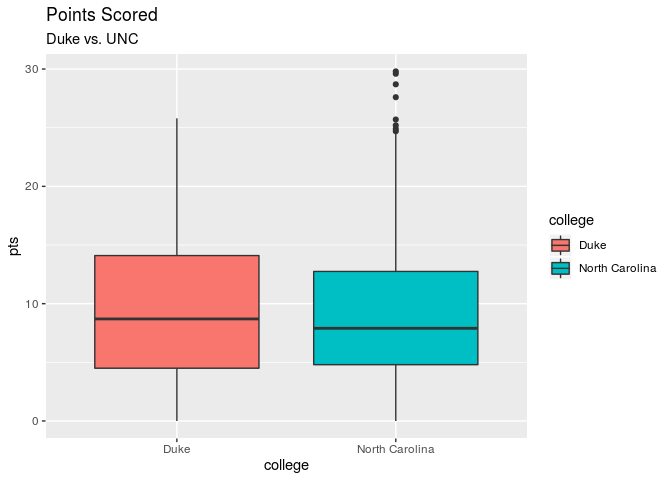 Points Scored
Duke vs. UNC
30
20
10
0
pts
Duke
North Carolina
college
college
Duke
North Carolina